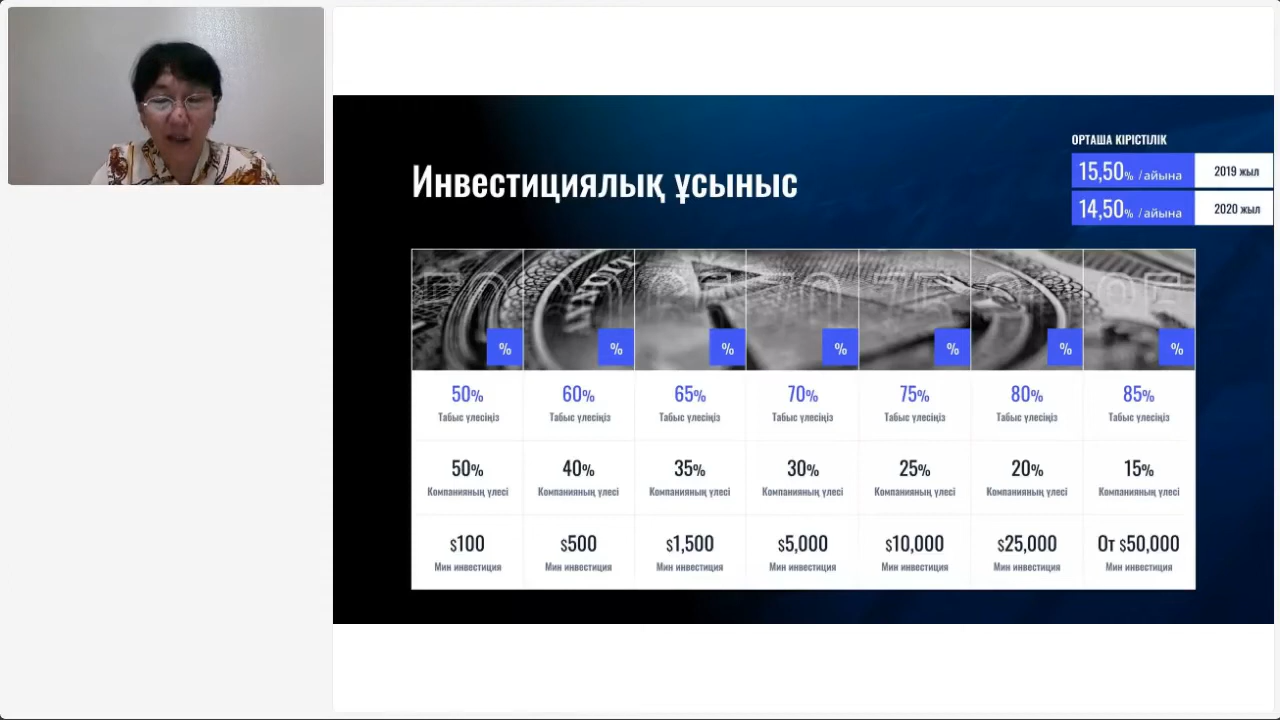 ОРТАША КІРІСТІЛІК
15,50% /айына 2019 жыл
14,50% /айына 2020 жыл
Инвестициялық ұсыныс
% % % % % % %
50% 60% 65% 70% 75% 80% 85%
Табыс үлесіңіз Табыс үлесіңіз Табыс үлесіңіз Табыс үлесіңіз Табыс үлесіңіз Табыс үлесіңіз Табыс үлесіңіз
50% 40% 35% 30% 25% 20% 15%
Компанияның үлесі Компанияның үлесі Компанияның үлесі Компанияның үлесі Компанияның үлесі Компанияның үлесі Компанияның үлесі
$100 $500 $1,500 $5,000 $10,000 $25,000 От $50,000
Мин инвестиция Мин инвестиция Мин инвестиция Мин инвестиция Мин инвестиция Мин инвестиция Мин инвестиция